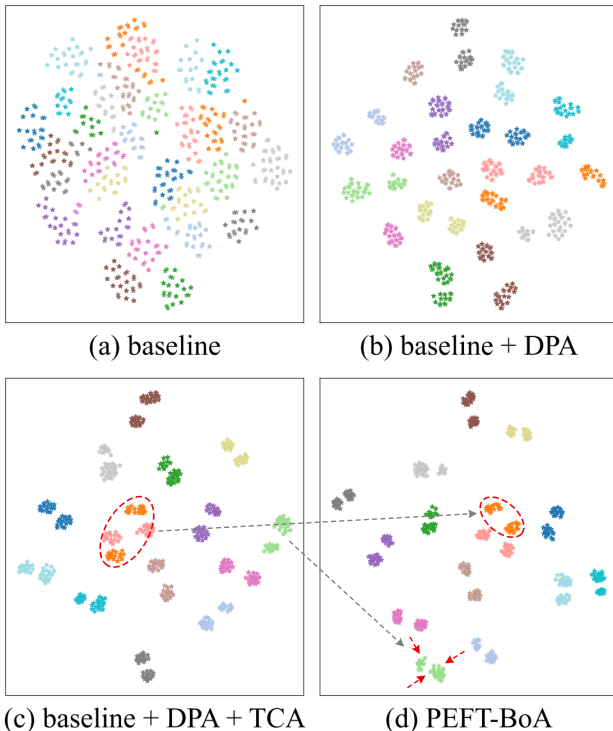 (a) baseline
(b) baseline + DPA
(c) baseline + DPA + TCA
(d) PEFT-BoA